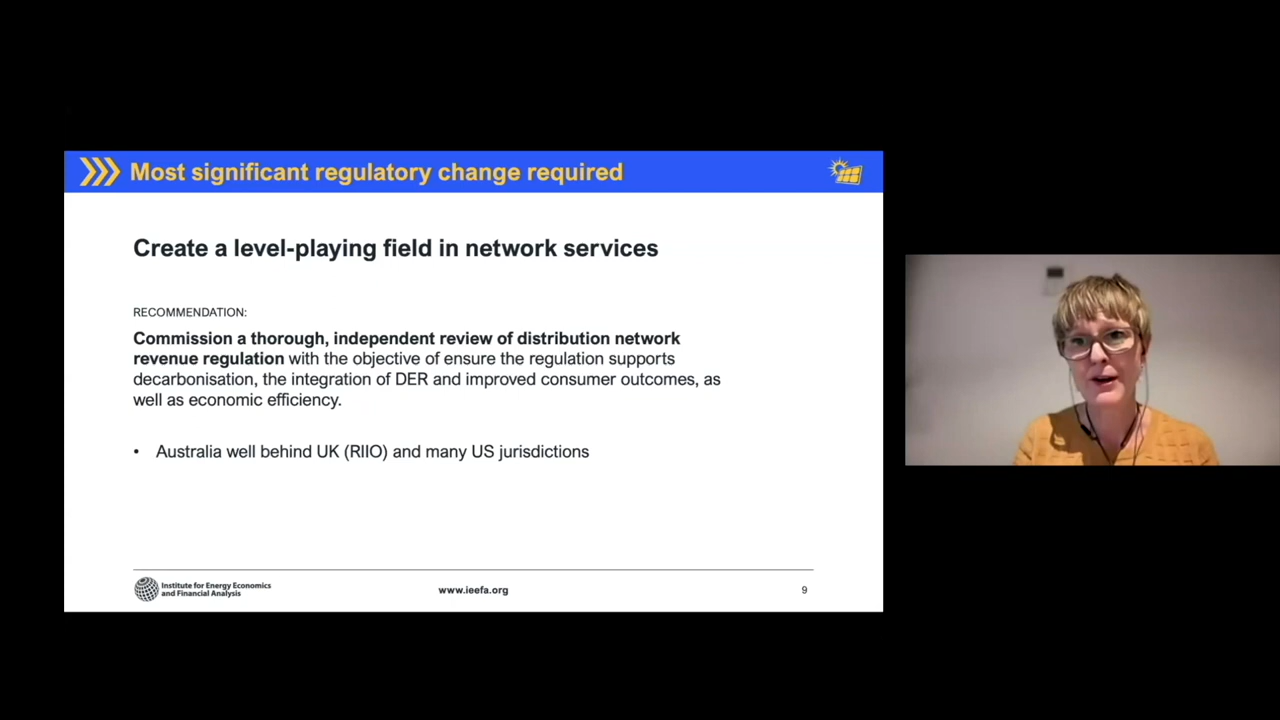 Most significant regulatory change required
Create a level-playing field in network services
RECOMMENDATION:
Commission a thorough, independent review of distribution network
revenue regulation with the objective of ensure the regulation supports
decarbonisation, the integration of DER and improved consumer outcomes, as
well as economic efficiency.
• Australia well behind UK (RIIO) and many US jurisdictions
Institute for Energy Economics
and Financial Analysis
www.ieefa.org
9